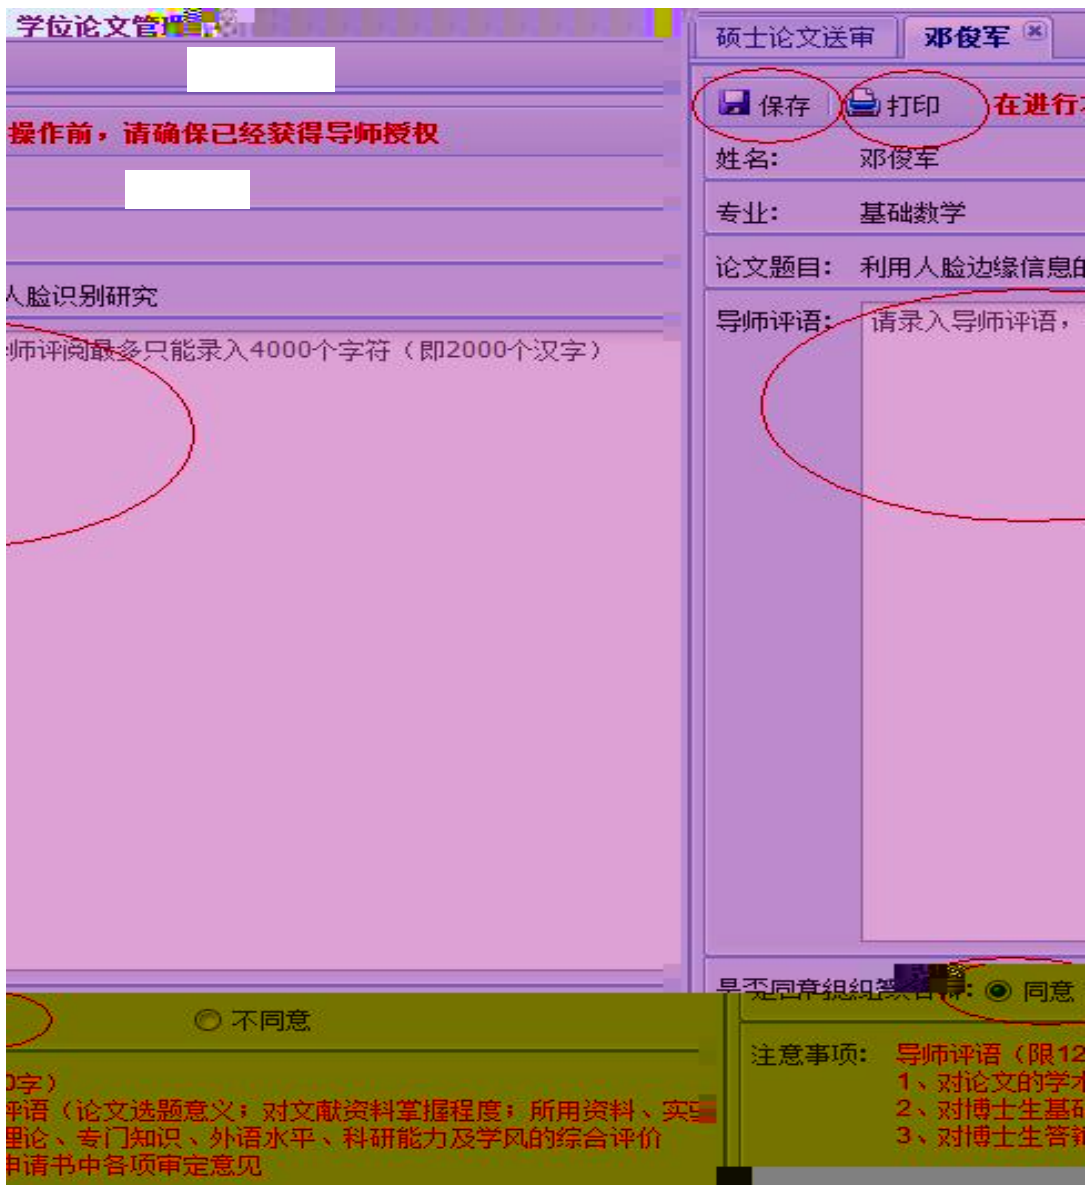 学位论文管理
操作前，请确保已经获得导师授权
人脸识别研究
师评阅最多只能录入4000个字符（即2000个汉字）
不同意
0字）
评语（论文选题意义；对文献资料掌握程度；所用资料、实
理论、专门知识、外语水平、科研能力及学风的综合评价
申请书中各项审定意见
硕士论文送审 邓俊军
保存 打印 在进行
姓名: 邓俊军
专业: 基础数学
论文题目: 利用人脸边缘信息的
导师评语: 请录入导师评语，
是否同意组 : 同意
注意事项: 导师评语（限12
1、对论文的学术
2、对博士生基础
3、对博士生答辩